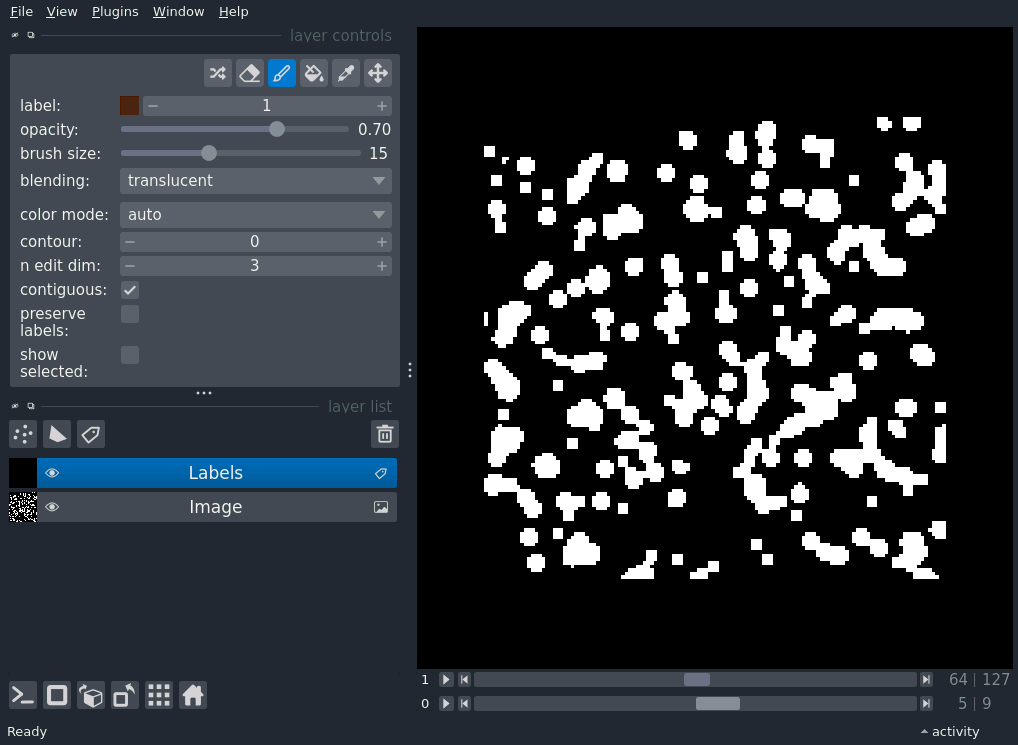 File View Plugins Window Help
layer controls
label: 1
opacity: 0.70
brush size: 15
blending: translucent
color mode: auto
contour: 0
n edit dim: 3
contiguous:
preserve
labels:
show
selected:
layer list
Labels
Image
1 64 | 127
0 5 | 9
Ready activity